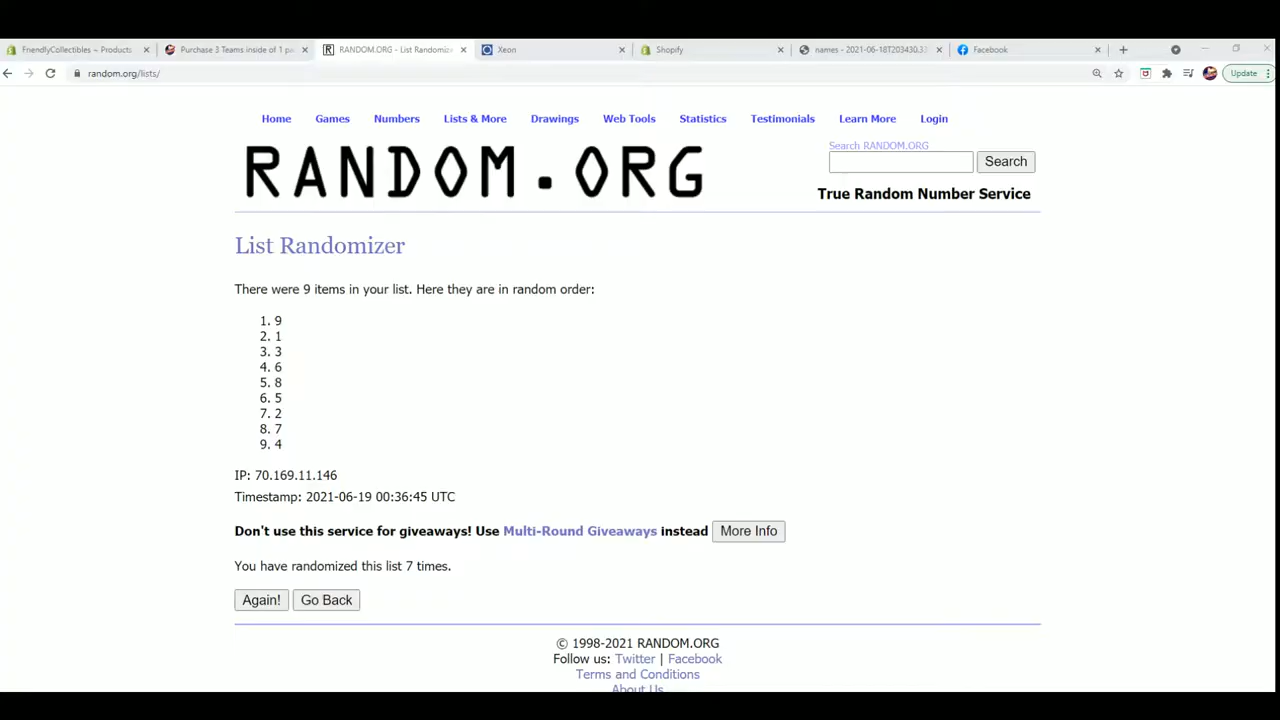 FriendlyCollectibles ~ Products
Purchase 3 Teams inside of 1 pa
RANDOM.ORG - List Randomize
Xeon
Shopify
names - 2021-06-18T203430.33
Facebook
random.org/lists/
Update
Home Games Numbers Lists & More Drawings Web Tools Statistics Testimonials Learn More Login
RANDOM.ORG
Search RANDOM.ORG
Search
True Random Number Service
List Randomizer
There were 9 items in your list. Here they are in random order:
1. 9
2. 1
3. 3
4. 6
5. 8
6. 5
7. 2
8. 7
9. 4
IP: 70.169.11.146
Timestamp: 2021-06-19 00:36:45 UTC
Don't use this service for giveaways! Use Multi-Round Giveaways instead More Info
You have randomized this list 7 times.
Again! Go Back
© 1998-2021 RANDOM.ORG
Follow us: Twitter | Facebook
Terms and Conditions
About Us